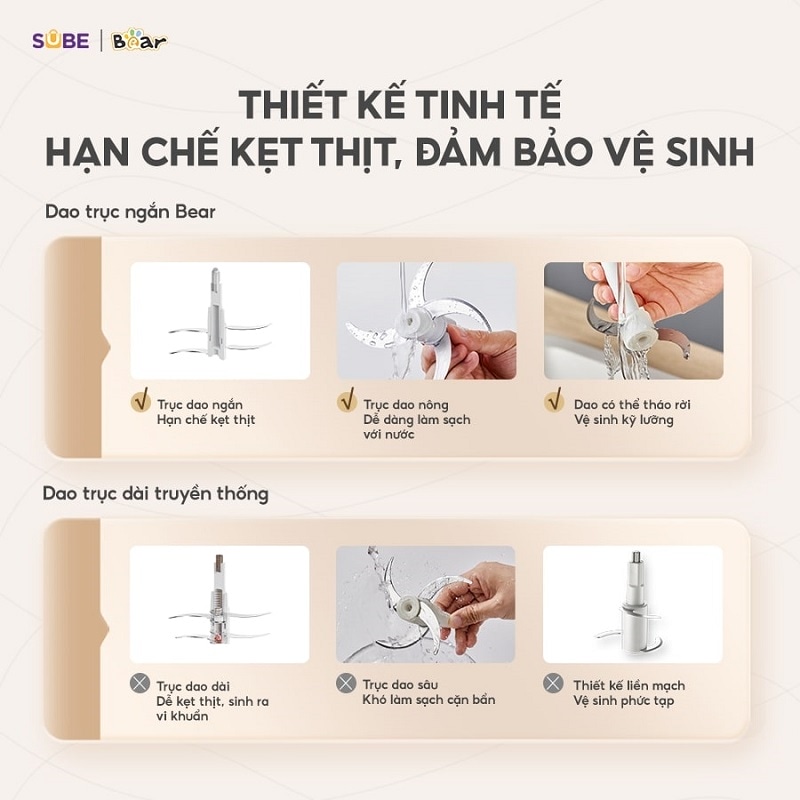 SUBE | Bear
THIẾT KẾ TINH TẾ
HẠN CHẾ KẸT THỊT, ĐẢM BẢO VỆ SINH
Dao trục ngắn Bear
Trục dao ngắn
Hạn chế kẹt thịt
Trục dao nông
Dễ dàng làm sạch
với nước
Dao có thể tháo rời
Vệ sinh kỹ lưỡng
Dao trục dài truyền thống
Trục dao dài
Dễ kẹt thịt, sinh ra
vi khuẩn
Trục dao sâu
Khó làm sạch cặn bẩn
Thiết kế liền mạch
Vệ sinh phức tạp